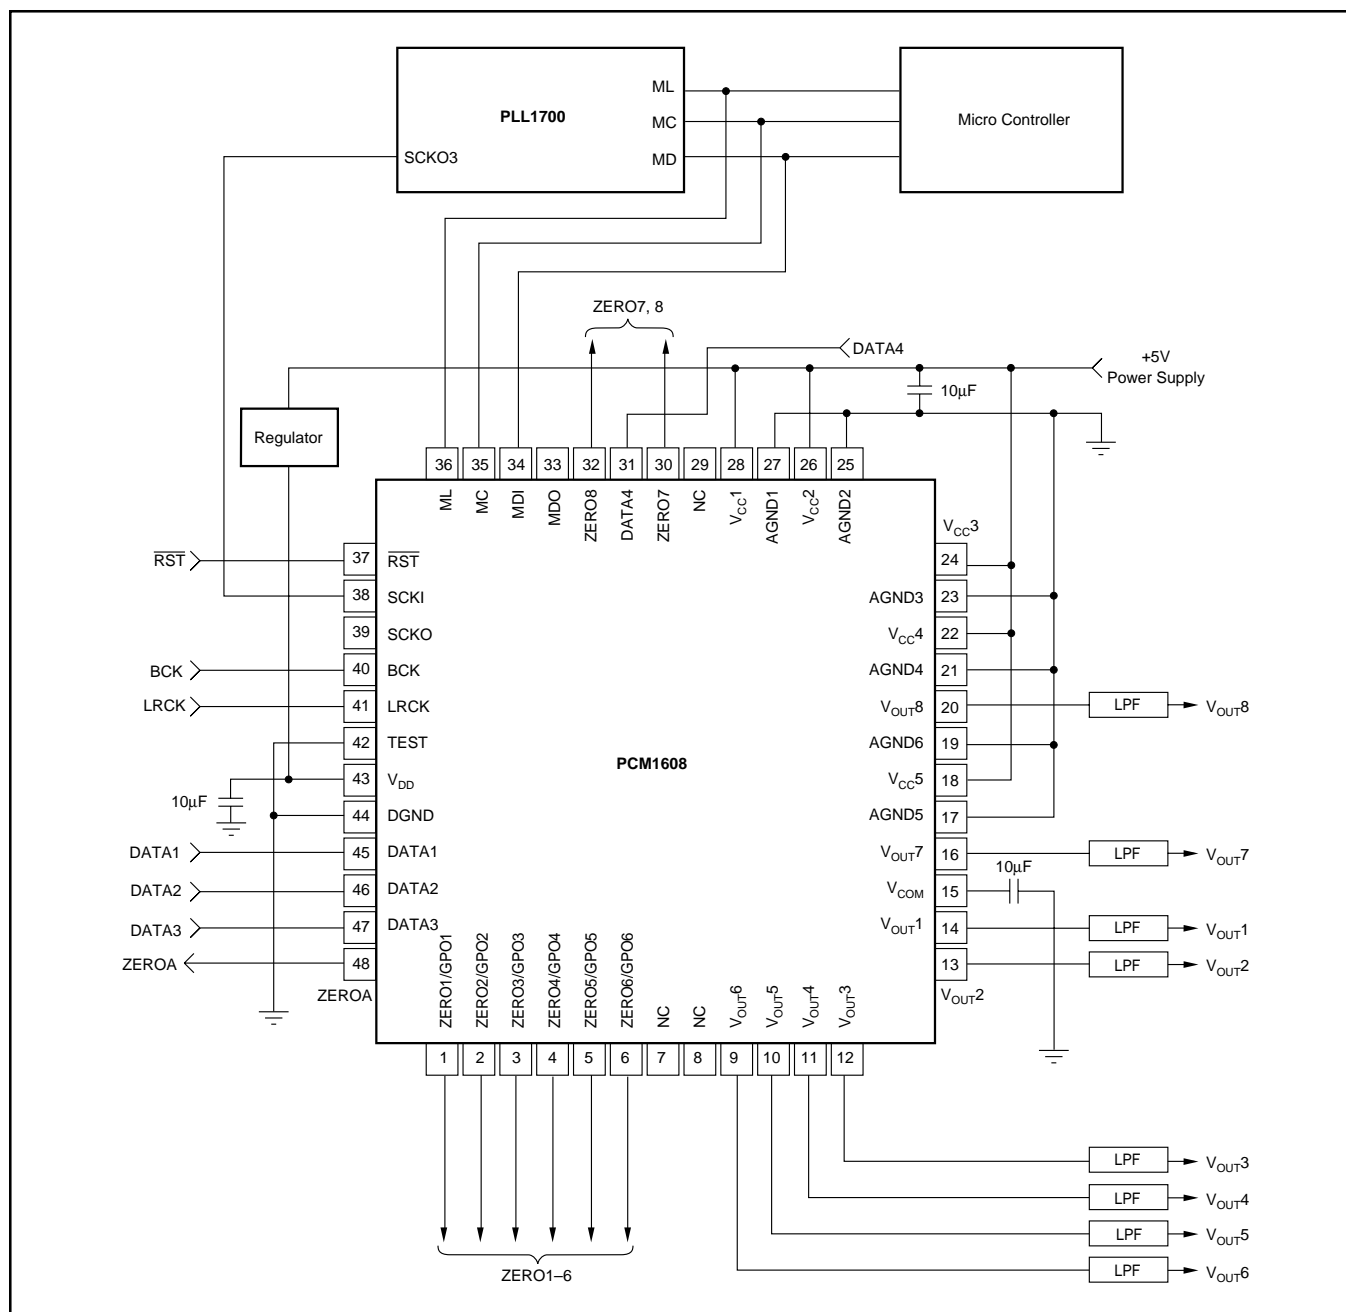 PLL1700
ML
MC
MD
SCKO3
Micro Controller
ZERO7, 8
DATA4
+5V
Power Supply
10µF
Regulator
36 35 34 33 32 31 30 29 28 27 26 25
ML
MC
MDI
MDO
ZERO8
DATA4
ZERO7
NC
VCC1
AGND1
VCC2
AGND2
VCC3
RST 37 RST
38 SCKI
39 SCKO
BCK 40 BCK
LRCK 41 LRCK
42 TEST
43 VDD
10µF
44 DGND
DATA1 45 DATA1
DATA2 46 DATA2
DATA3 47 DATA3
ZEROA 48
ZEROA
PCM1608
24
AGND3 23
VCC4 22
AGND4 21
VOUT8 20 LPF VOUT8
AGND6 19
VCC5 18
AGND5 17
VOUT7 16 LPF VOUT7
10µF
VCOM 15
VOUT1 14 LPF VOUT1
13 LPF VOUT2
VOUT2
ZERO1/GPO1
ZERO2/GPO2
ZERO3/GPO3
ZERO4/GPO4
ZERO5/GPO5
ZERO6/GPO6
NC
NC
VOUT6
VOUT5
VOUT4
VOUT3
1 2 3 4 5 6 7 8 9 10 11 12
LPF VOUT3
LPF VOUT4
LPF VOUT5
LPF VOUT6
ZERO1–6